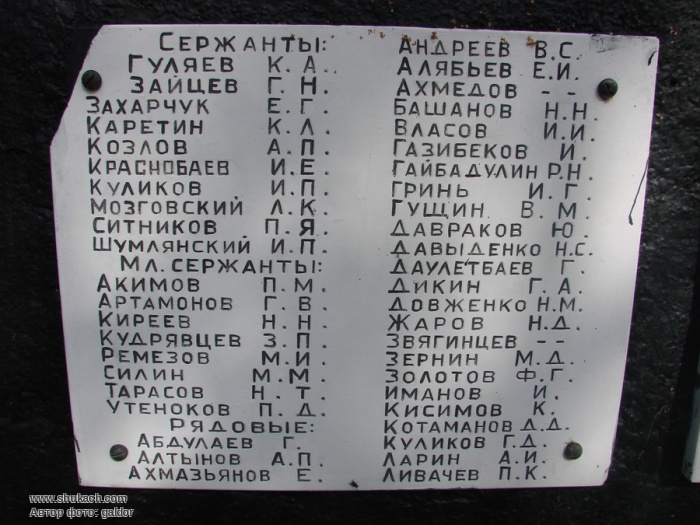 Сержанты:
Гуляев К.А.
Зайцев Г.Н.
Захарчук Е.Г.
Каретин К.Л.
Козлов А.П.
Краснобаев И.Е.
Куликов И.П.
Мозговский Л.К.
Ситников П.Я.
Шумлянский И.П.
Мл. сержанты:
Акимов П.М.
Артамонов Г.В.
Киреев Н.Н.
Кудрявцев З.П.
Ремезов М.И.
Силин М.М.
Тарасов Н.Т.
Утеноков П.Д.
Рядовые:
Абдулаев Г.
Алтынов А.П.
Ахмазьянов Е.
Андреев В.С.
Алябьев Е.И.
Ахмедов - -
Башанов Н.Н.
Власов И.И.
Газибеков И.
Гайбадулин Р.Н.
Гринь И.Г.
Гущин В.М.
Давраков Ю.
Давыденко Н.С.
Даулетбаев Г.
Дикин Г.А.
Довженко Н.М.
Жаров Н.Д.
Звягинцев - -
Зернин М.Д.
Золотов Ф.Г.
Иманов И.
Кисимов К.
Котаманов Д.Д.
Куликов Г.Д.
Ларин А.И.
Ливачев П.К.
www.shukach.com
Автор фото: galdor